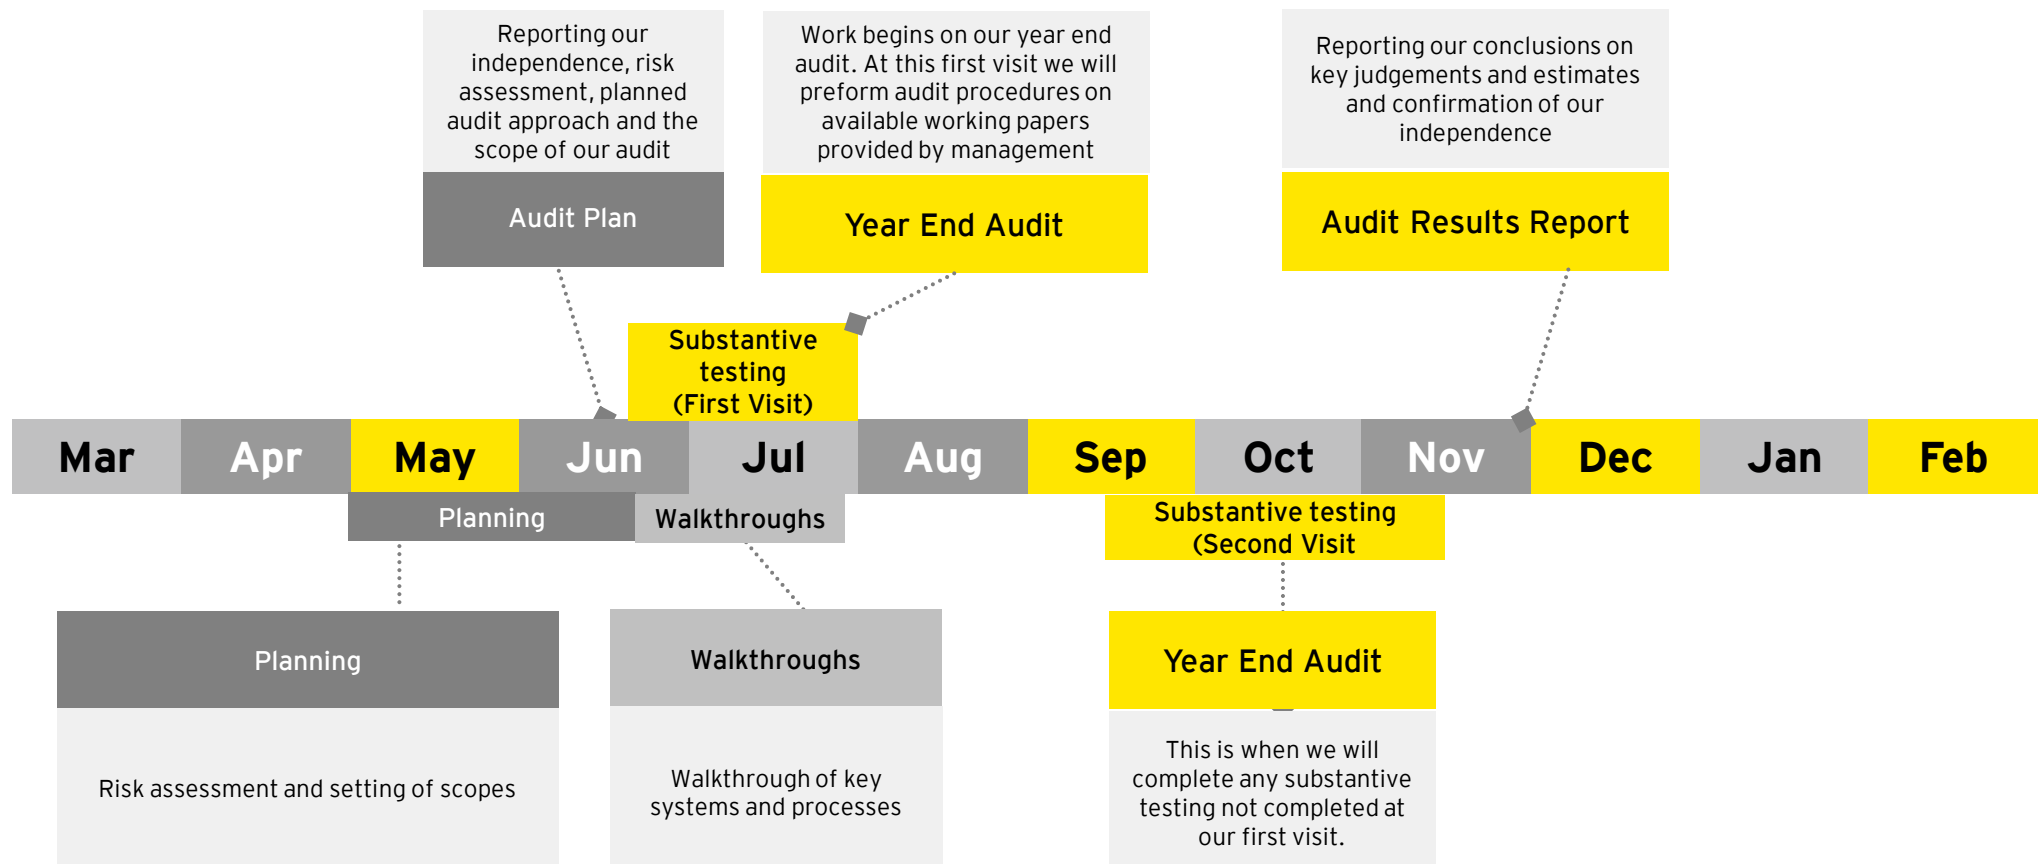 Reporting our
independence, risk
assessment, planned
audit approach and the
scope of our audit
Audit Plan
Work begins on our year end
audit. At this first visit we will
preform audit procedures on
available working papers
provided by management
Year End Audit
Reporting our conclusions on
key judgements and estimates
and confirmation of our
independence
Audit Results Report
Substantive
testing
(First Visit)
Mar Apr May Jun Jul Aug Sep Oct Nov Dec Jan Feb
Planning
Walkthroughs
Substantive testing
(Second Visit
Planning
Risk assessment and setting of scopes
Walkthroughs
Walkthrough of key
systems and processes
Year End Audit
This is when we will
complete any substantive
testing not completed at
our first visit.